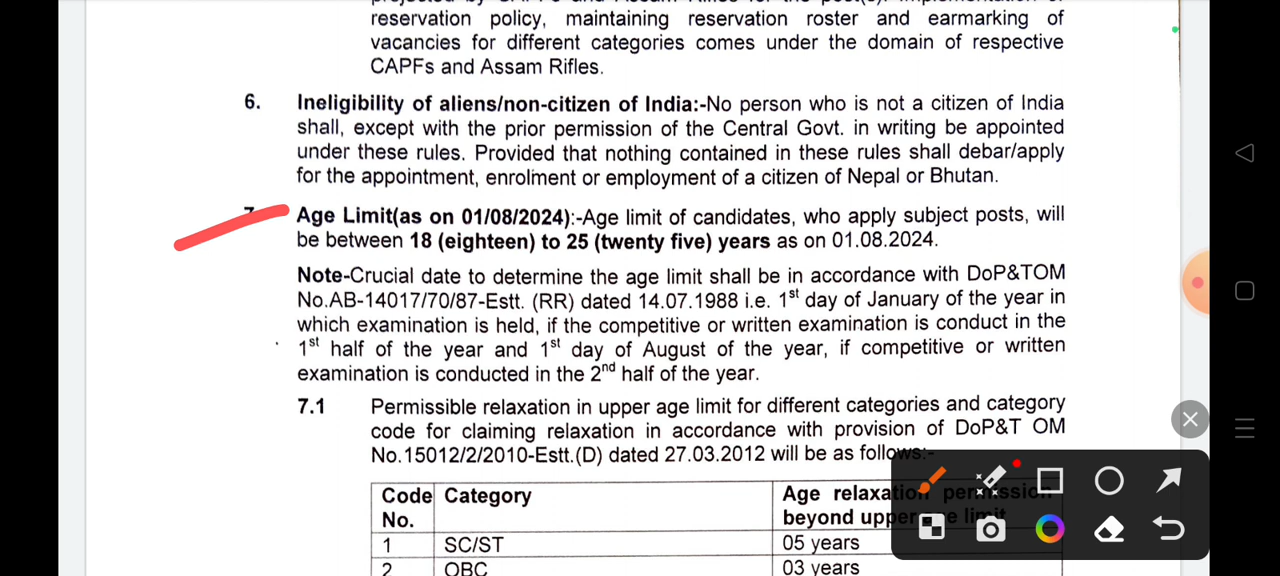 reservation policy, maintaining reservation roster and earmarking of
vacancies for different categories comes under the domain of respective
CAPFs and Assam Rifles.
6. Ineligibility of aliens/non-citizen of India:-No person who is not a citizen of India
shall, except with the prior permission of the Central Govt. in writing be appointed
under these rules. Provided that nothing contained in these rules shall debar/apply
for the appointment, enrolment or employment of a citizen of Nepal or Bhutan.
Age Limit(as on 01/08/2024):-Age limit of candidates, who apply subject posts, will
be between 18 (eighteen) to 25 (twenty five) years as on 01.08.2024.
Note-Crucial date to determine the age limit shall be in accordance with DoP&TOM
No.AB-14017/70/87-Estt. (RR) dated 14.07.1988 i.e. 1st day of January of the year in
which examination is held, if the competitive or written examination is conduct in the
1st half of the year and 1st day of August of the year, if competitive or written
examination is conducted in the 2nd half of the year.
7.1 Permissible relaxation in upper age limit for different categories and category
code for claiming relaxation in accordance with provision of DoP&T OM
No.15012/2/2010-Estt.(D) dated 27.03.2012 will be as follows:-
Code Category Age relaxation permission
No. beyond upper age limit
1 SC/ST 05 years
2 OBC 03 years